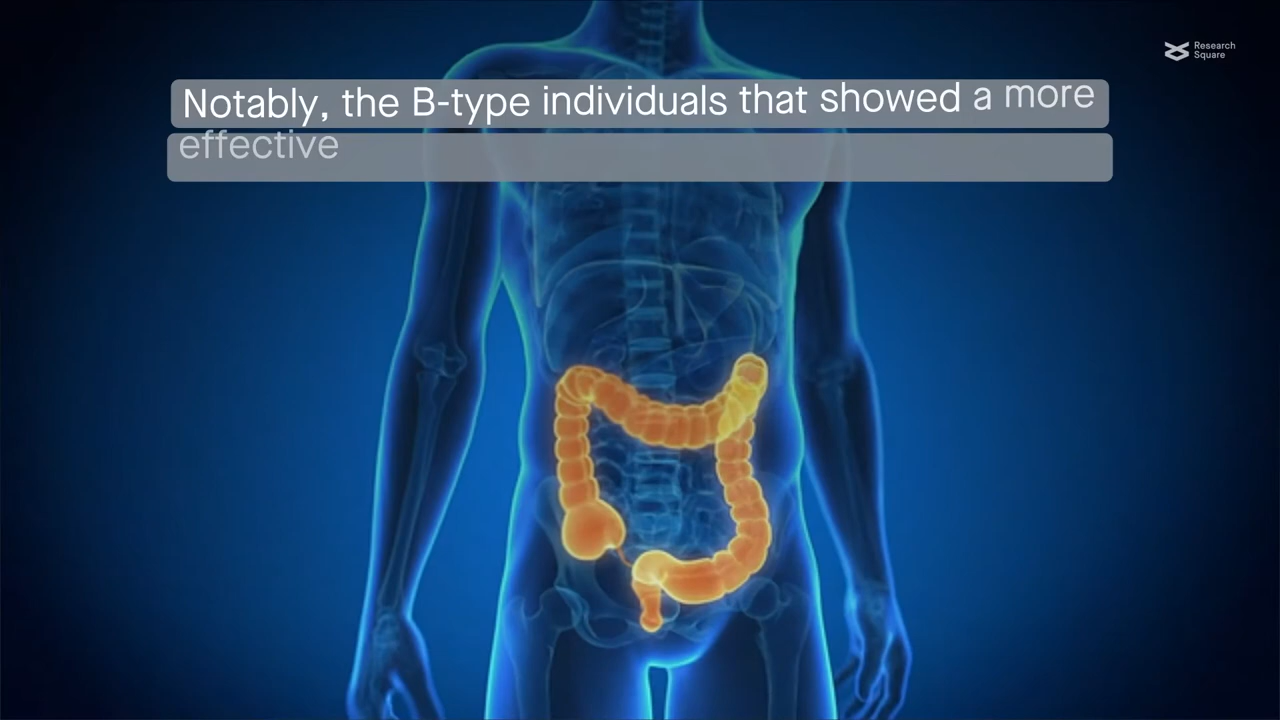 Research
Square
Notably, the B-type individuals that showed a more
effective